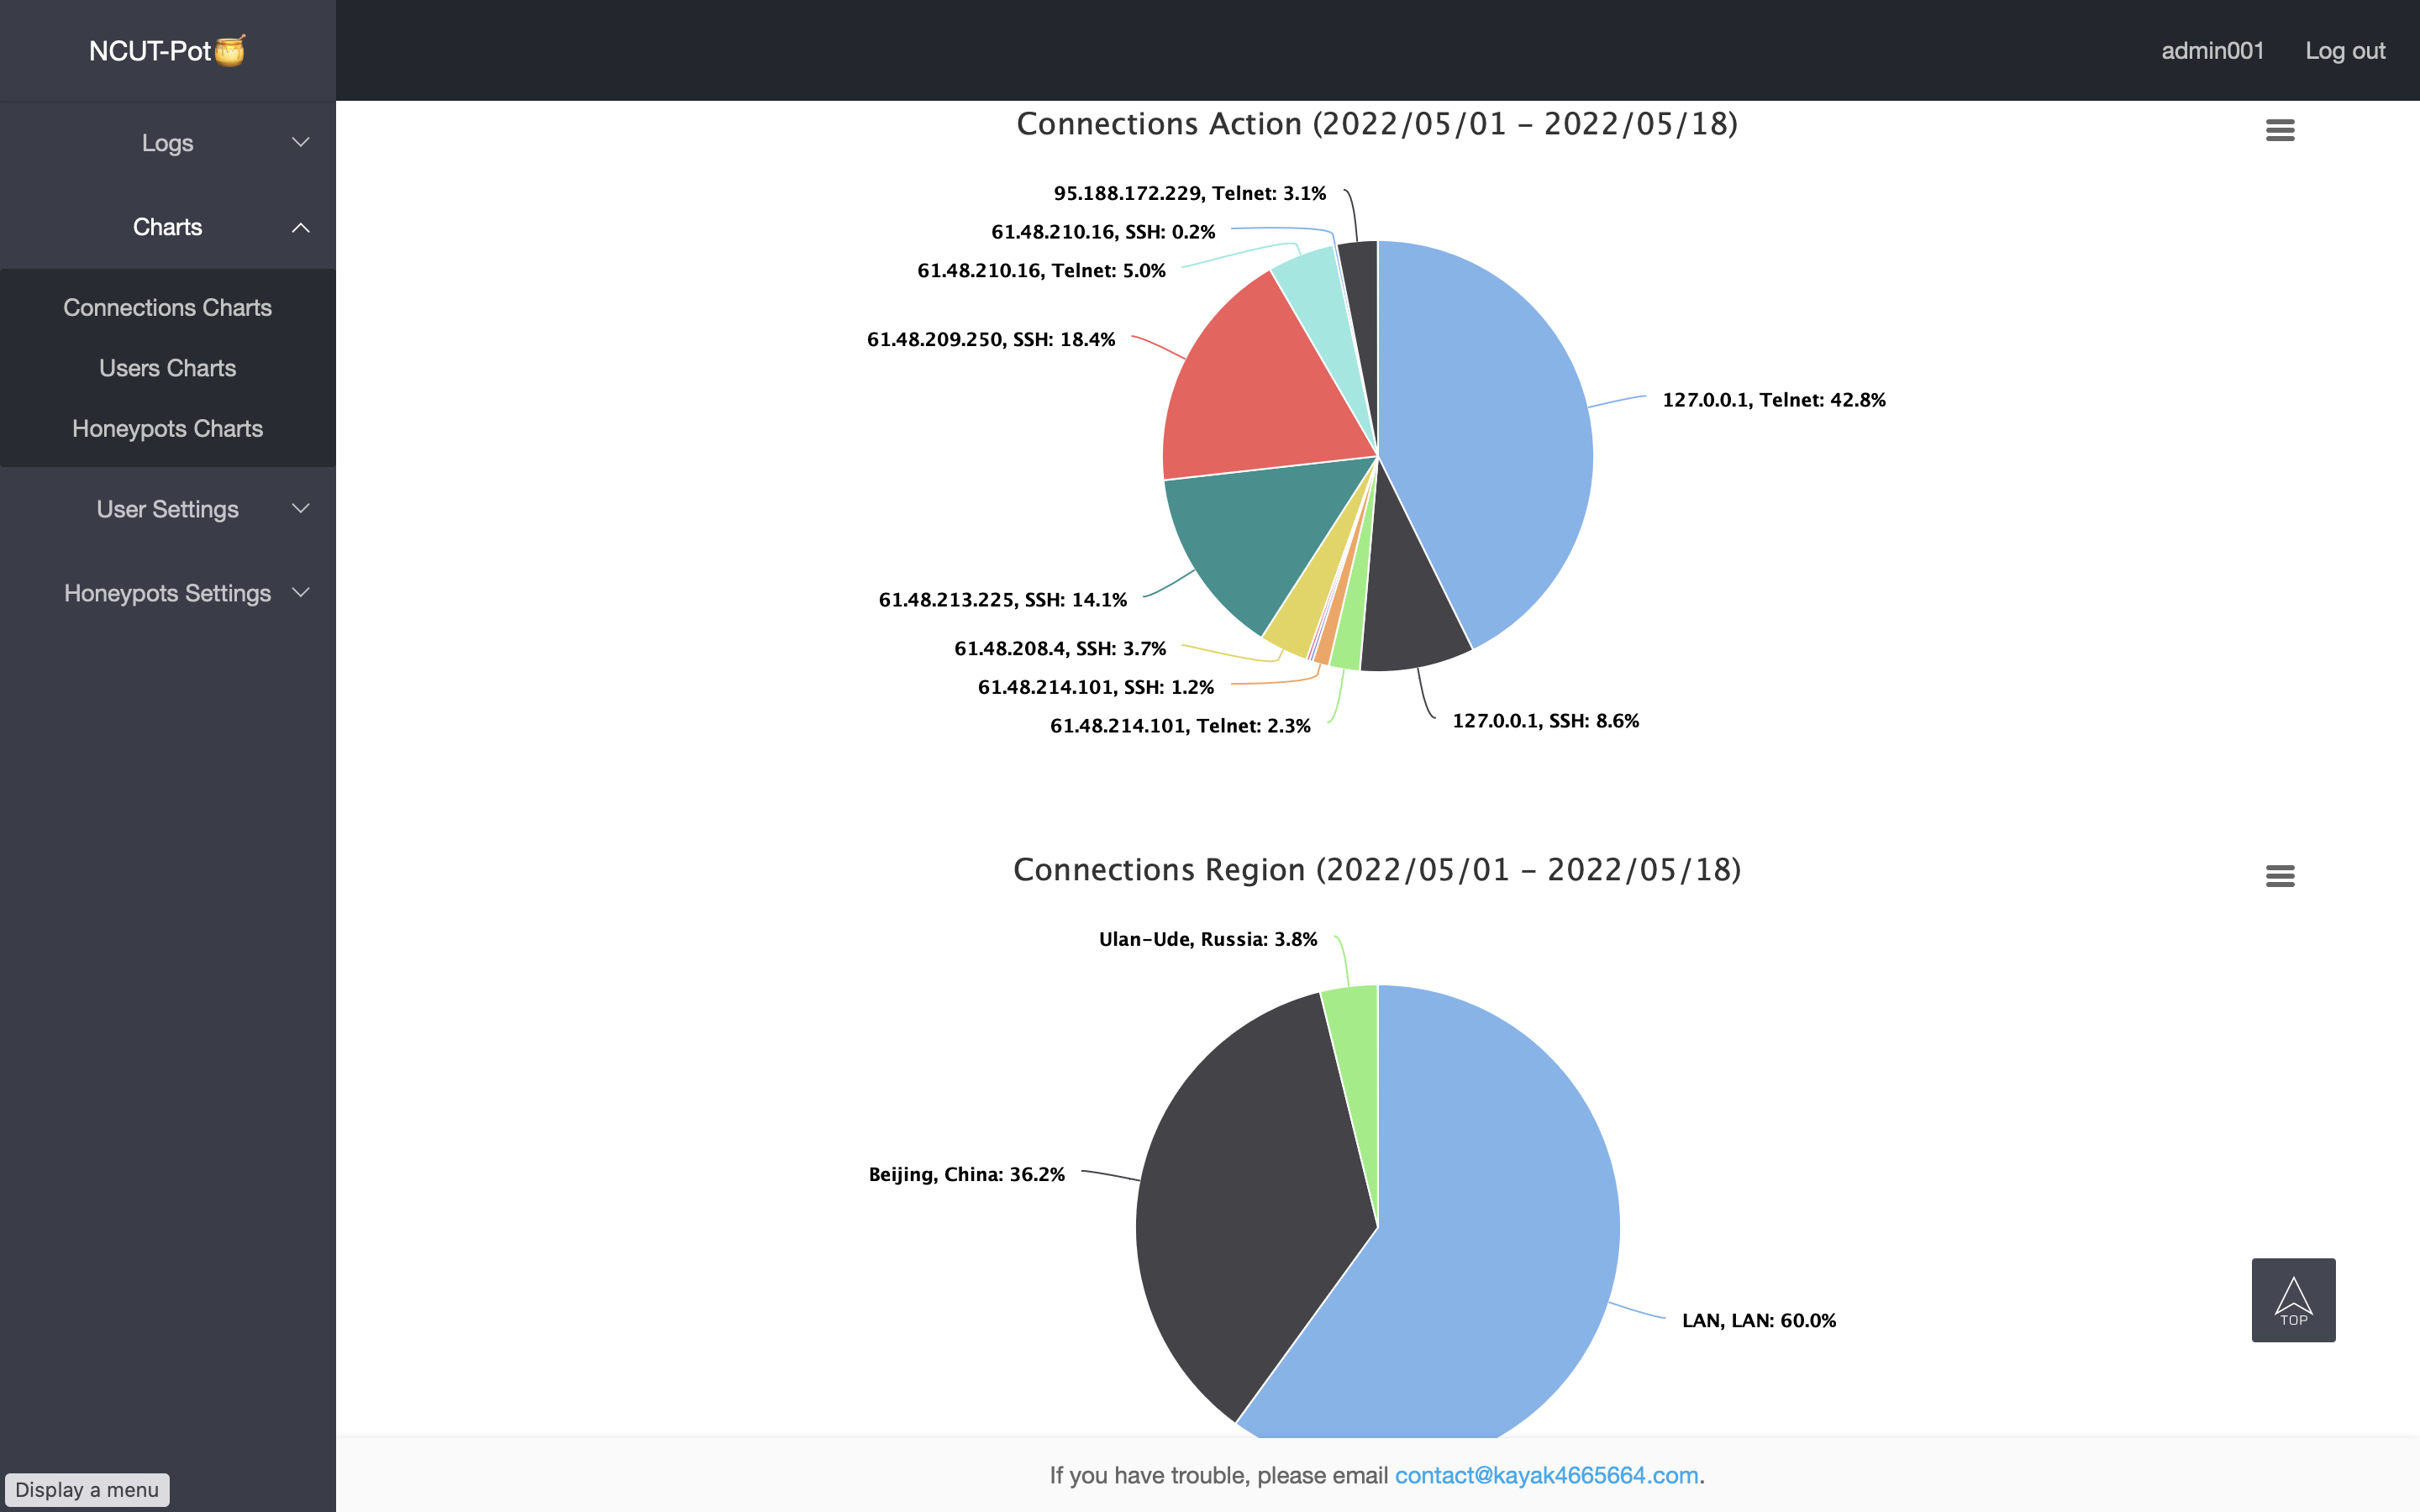 NCUT-Pot🍯
admin001
Log out
Logs
Charts
Connections Charts
Users Charts
Honeypots Charts
User Settings
Honeypots Settings
Connections Action (2022/05/01 – 2022/05/18)
95.188.172.229, Telnet: 3.1%
61.48.210.16, SSH: 0.2%
61.48.210.16, Telnet: 5.0%
61.48.209.250, SSH: 18.4%
127.0.0.1, Telnet: 42.8%
61.48.213.225, SSH: 14.1%
61.48.208.4, SSH: 3.7%
61.48.214.101, SSH: 1.2%
127.0.0.1, SSH: 8.6%
61.48.214.101, Telnet: 2.3%
Connections Region (2022/05/01 – 2022/05/18)
Ulan-Ude, Russia: 3.8%
Beijing, China: 36.2%
LAN, LAN: 60.0%
TOP
If you have trouble, please email contact@kayak4665664.com.
Display a menu